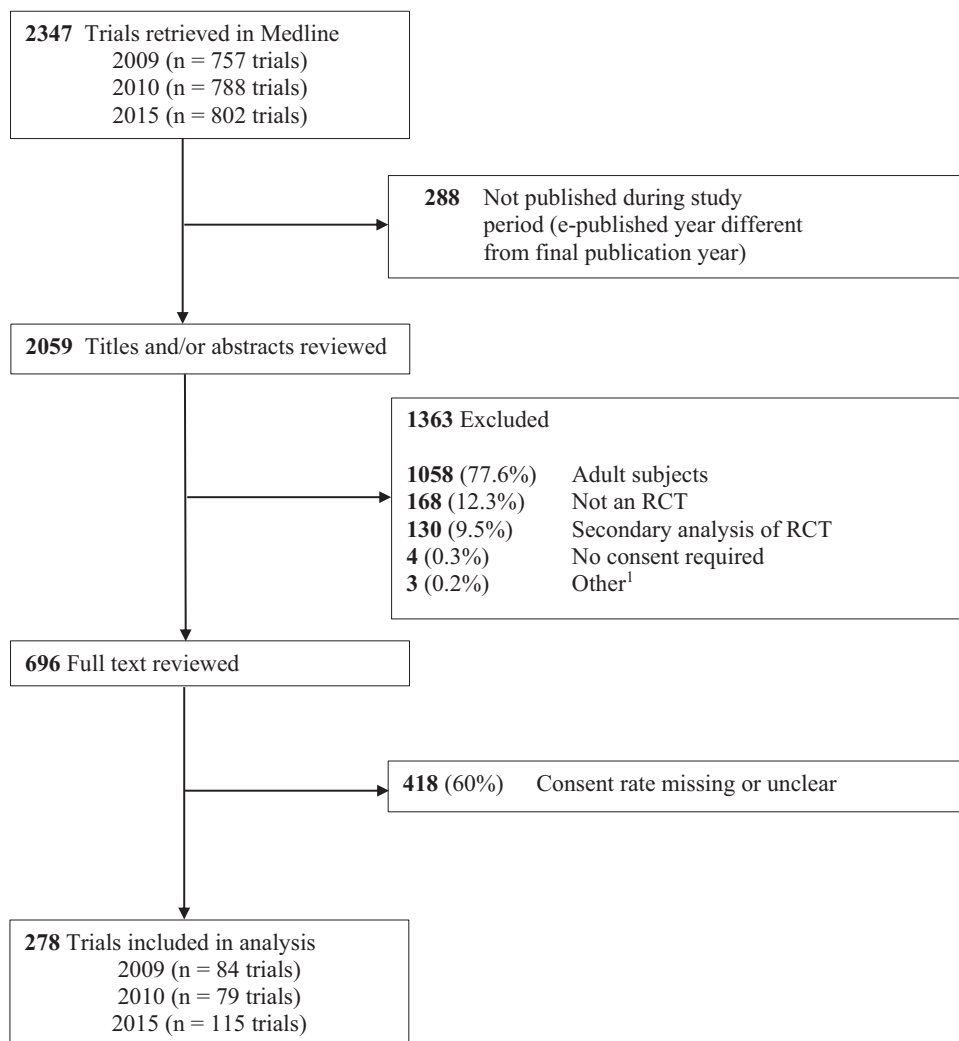 2347 Trials retrieved in Medline
2009 (n = 757 trials)
2010 (n = 788 trials)
2015 (n = 802 trials)
288 Not published during study
period (e-published year different
from final publication year)
2059 Titles and/or abstracts reviewed
1363 Excluded
1058 (77.6%) Adult subjects
168 (12.3%) Not an RCT
130 (9.5%) Secondary analysis of RCT
4 (0.3%) No consent required
3 (0.2%) Other¹
696 Full text reviewed
418 (60%) Consent rate missing or unclear
278 Trials included in analysis
2009 (n = 84 trials)
2010 (n = 79 trials)
2015 (n = 115 trials)